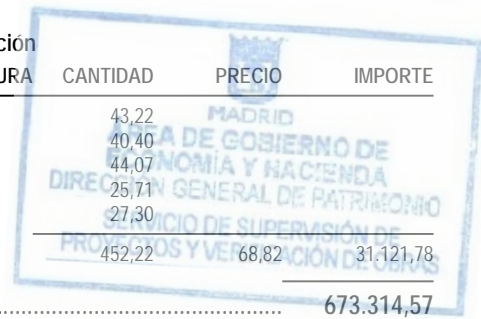 ción
URA CANTIDAD PRECIO IMPORTE
43,22
MADRID
40,40
ÁREA DE GOBIERNO DE
44,07
ECONOMÍA Y HACIENDA
25,71
DIRECCIÓN GENERAL DE PATRIMONIO
27,30
SERVICIO DE SUPERVISIÓN DE
PROYECTOS Y VERIFICACIÓN DE OBRAS
452,22 68,82 31.121,78
673.314,57